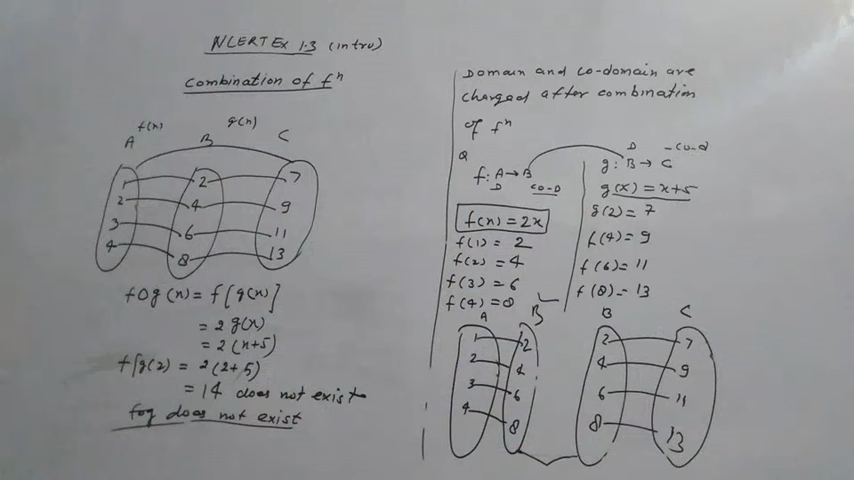 NCERT Ex 1.3 (intro)
Combination of fⁿ
f(x) g(x)
A B C
1 2 7
2 4 9
3 6 11
4 8 13
fog(x) = f[g(x)]
= 2 g(x)
= 2(x+5)
f[g(2) = 2(2+5)
= 14 does not exist
fog does not exist
Domain and co-domain are
charged after combination
of fⁿ
Q
f: A → B
D CO-D
f(x) = 2x
f(1) = 2
f(2) = 4
f(3) = 6
f(4) = 8
D - CO-d
g: B → C
g(x) = x+5
g(2) = 7
f(4) = 9
f(6) = 11
f(8) = 13
A B
1 2
2 4
3 6
4 8
B C
2 7
4 9
6 11
8 13